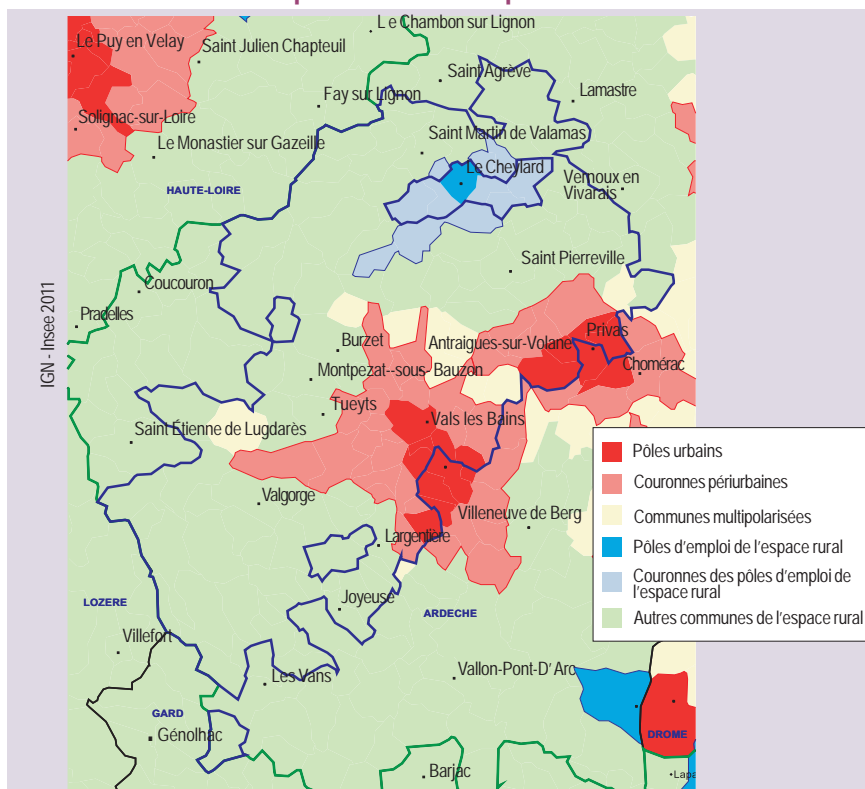 L e Chambon sur Lignon
Le Puy en Velay
Saint Julien Chapteuil
Saint Agrève
Lamastre
Fay sur Lignon
Solignac-sur-Loire
Saint Martin de Valamas
Le Monastier sur Gazeille
Le Cheylard
Vernoux en
Vivarais
HAUTE-LOIRE
Saint Pierreville
Coucouron
IGN - Insee 2011
Pradelles
Privas
Burzet
Antraigues-sur-Volane
Chomérac
Montpezat--sous- Bauzon
Tueyts
Vals les Bains
Saint Étienne de Lugdarès
Valgorge
Villeneuve de Berg
Largentière
Pôles urbains
Couronnes périurbaines
Communes multipolarisées
Pôles d'emploi de l'espace rural
Couronnes des pôles d'emploi de
l'espace rural
Autres communes de l'espace rural
LOZERE
Joyeuse
ARDECHE
Villefort
Les Vans
Vallon-Pont-D' Arc
GARD
Génolhac
DROME
Barjac
Lapa